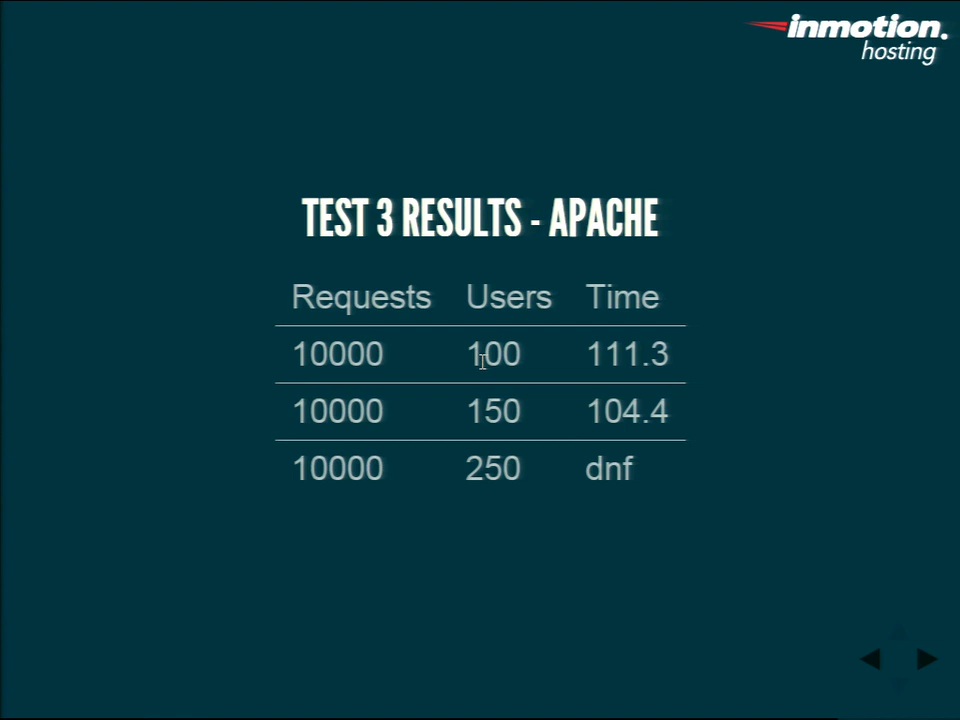 inmotion.
hosting
TEST 3 RESULTS - APACHE
Requests Users Time
10000 100 111.3
10000 150 104.4
10000 250 dnf